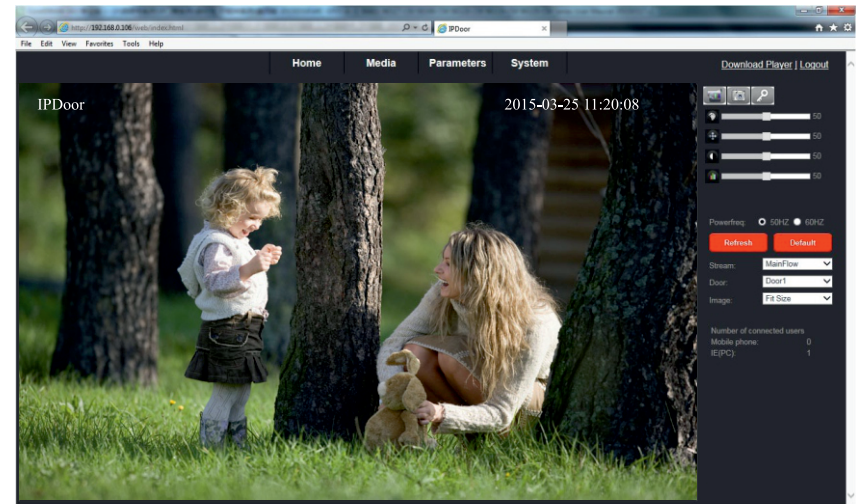 http://192.168.0.106/web/index.html
IPDoor
File Edit View Favorites Tools Help
Home Media Parameters System
Download Player | Logout
IPDoor 2015-03-25 11:20:08
50
50
50
50
Powerfreq: 50HZ 60HZ
Refresh Default
Stream: MainFlow
Door: Door1
Image: Fit Size
Number of connected users
Mobile phone: 0
IE(PC): 1